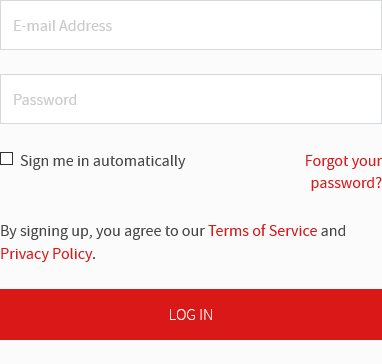 E-mail Address
Password
Sign me in automatically
Forgot your
password?
By signing up, you agree to our Terms of Service and
Privacy Policy.
LOG IN